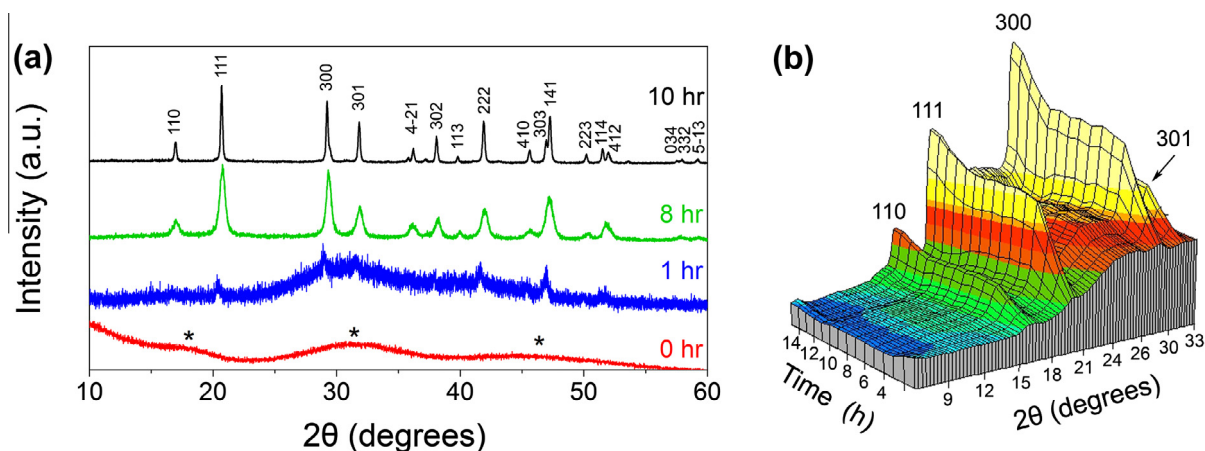 (a)
Intensity (a.u.)
110
111
300
301
4-21
302
113
222
410
303
141
223
114
412
034
332
5-13
10 hr
8 hr
1 hr
* * *
0 hr
10 20 30 40 50 60
2θ (degrees)
(b)
300
111
301
110
14 12 10 8 6 4
Time (h)
9 12 15 18 21 24 26 30 33
2θ (degrees)